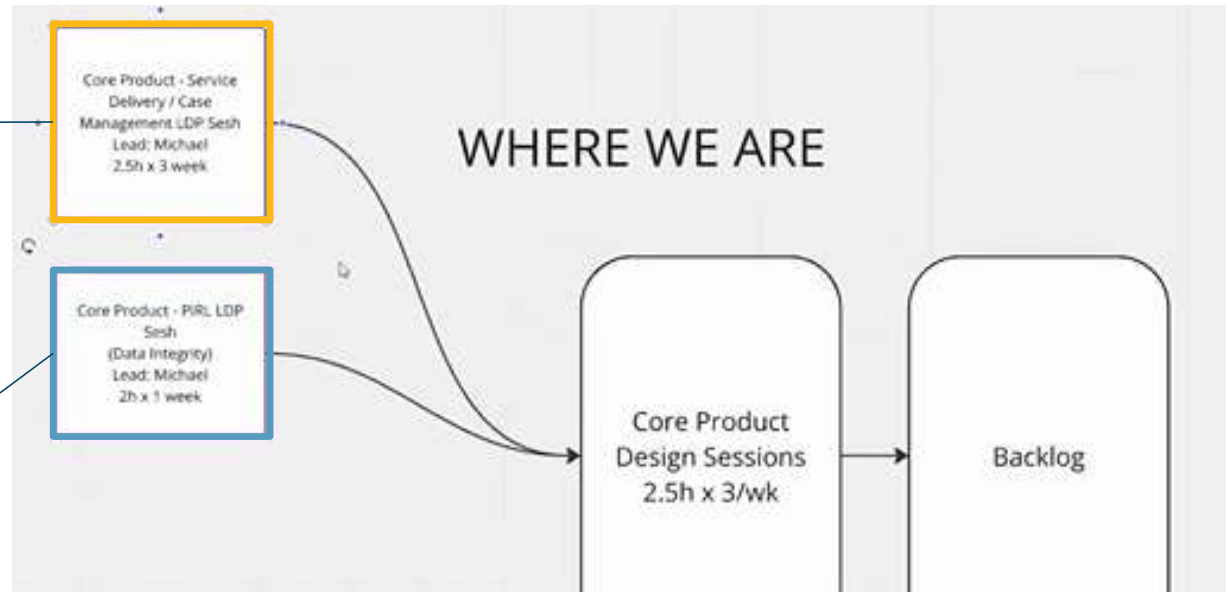 Core Product - Service
Delivery / Case
Management LDP Sesh
Lead: Michael
2.5h x 3 week
WHERE WE ARE
Core Product - PIRL LDP
Sesh
(Data Integrity)
Lead: Michael
2h x 1 week
Core Product
Design Sessions
2.5h x 3/wk
Backlog